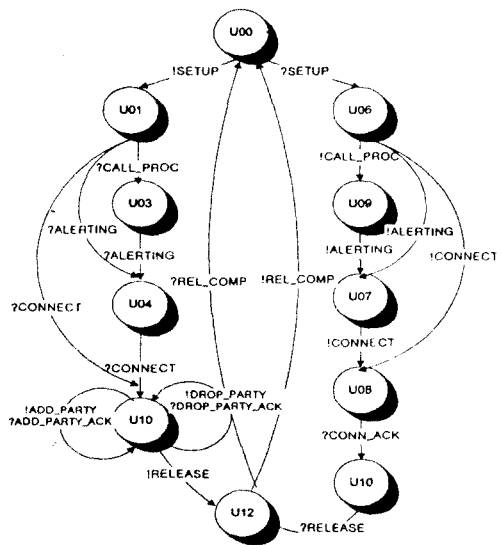 U00
!SETUP
?SETUP
U01
U06
?CALL_PROC
!CALL_PROC
U03
U09
?ALERTING
!ALERTING
?ALERTING
!ALERTING
?REL_COMP
!REL_COMP
!CONNECT
U04
U07
?CONNECT
!CONNECT
?CONNECT
U08
!ADD_PARTY
?ADD_PARTY_ACK
U10
!DROP_PARTY
?DROP_PARTY_ACK
?CONN_ACK
!RELEASE
U10
U12
?RELEASE